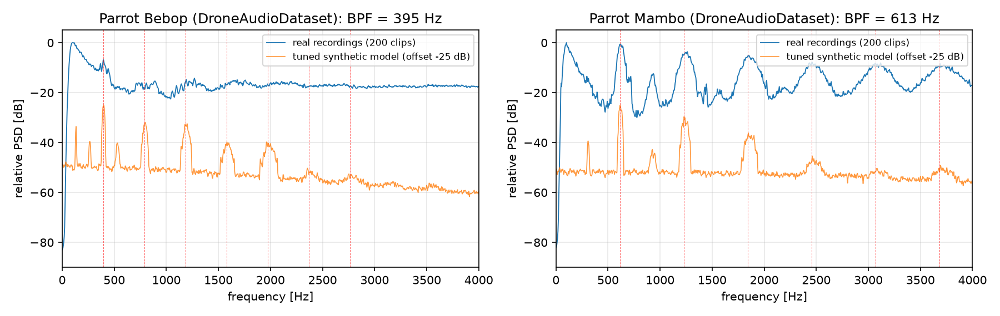 Parrot Bebop (DroneAudioDataset): BPF = 395 Hz
real recordings (200 clips)
tuned synthetic model (offset -25 dB)
0
−20
−40
−60
−80
relative PSD [dB]
0 500 1000 1500 2000 2500 3000 3500 4000
frequency [Hz]
Parrot Mambo (DroneAudioDataset): BPF = 613 Hz
real recordings (200 clips)
tuned synthetic model (offset -25 dB)
0
−20
−40
−60
−80
relative PSD [dB]
0 500 1000 1500 2000 2500 3000 3500 4000
frequency [Hz]